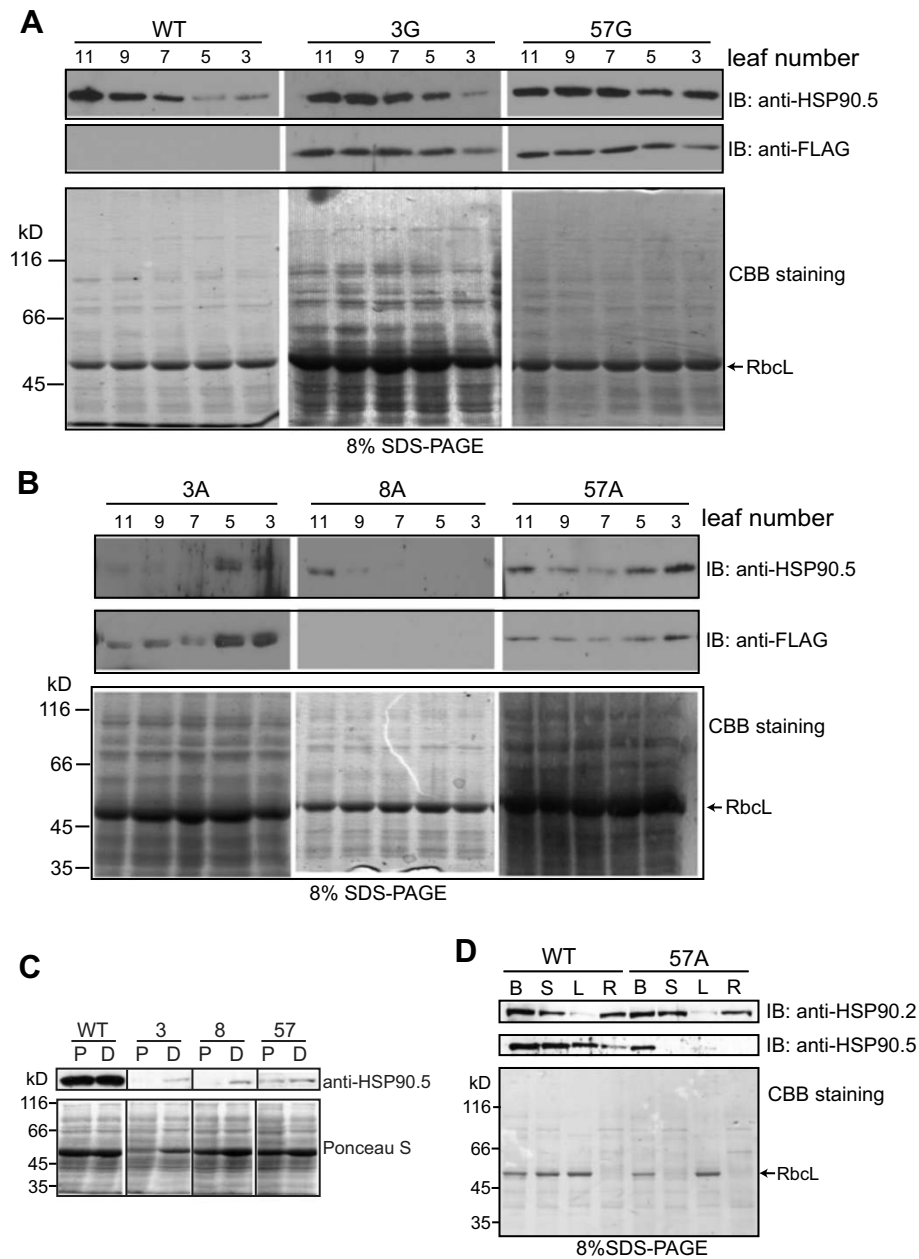 A
WT 3G 57G
11 9 7 5 3 11 9 7 5 3 11 9 7 5 3 leaf number
IB: anti-HSP90.5
IB: anti-FLAG
kD
116
66
45
CBB staining
←RbcL
8% SDS-PAGE
B
3A 8A 57A
11 9 7 5 3 11 9 7 5 3 11 9 7 5 3 leaf number
IB: anti-HSP90.5
IB: anti-FLAG
kD
116
66
45
35
CBB staining
←RbcL
8% SDS-PAGE
C
WT 3 8 57
P D P D P D P D
kD
anti-HSP90.5
116
66
45
35
Ponceau S
D
WT 57A
B S L R B S L R
IB: anti-HSP90.2
IB: anti-HSP90.5
kD
116
66
45
35
CBB staining
←RbcL
8%SDS-PAGE